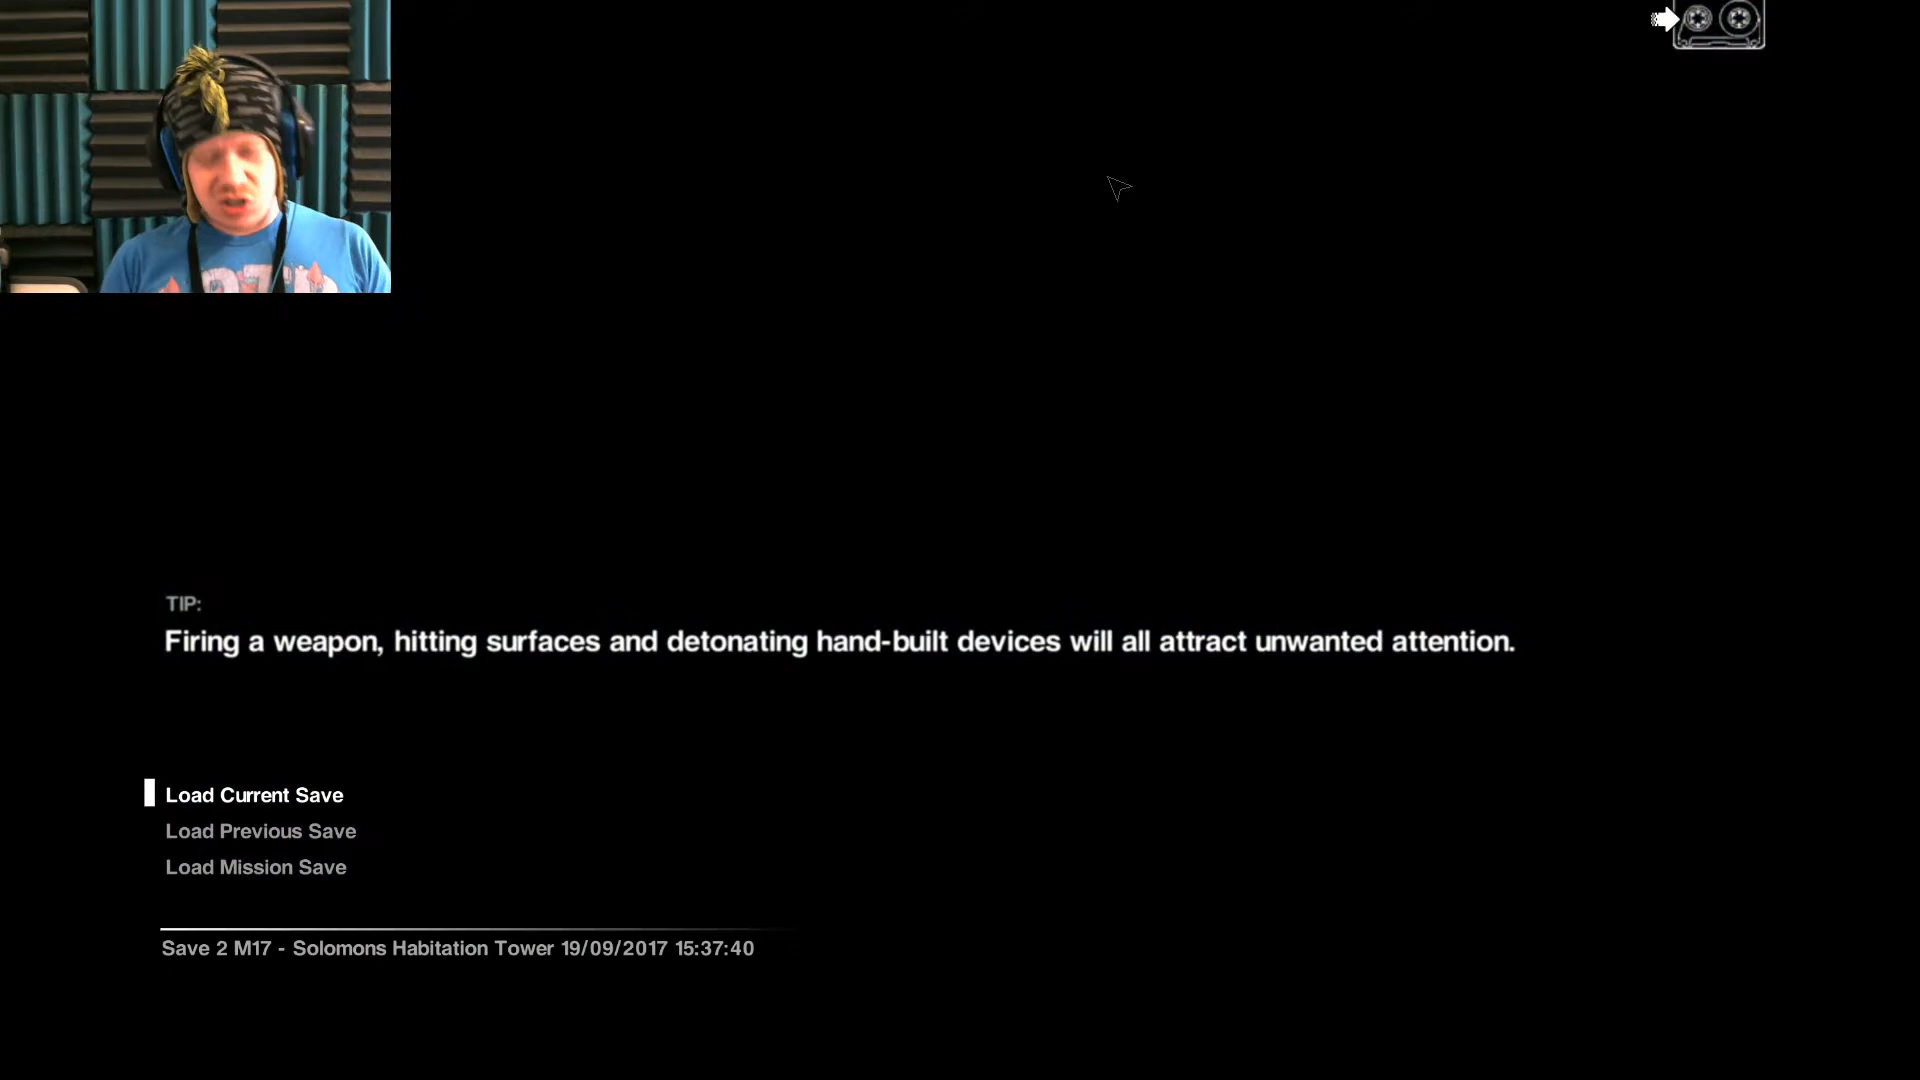 TIP:
Firing a weapon, hitting surfaces and detonating hand-built devices will all attract unwanted attention.
Load Current Save
Load Previous Save
Load Mission Save
Save 2 M17 - Solomons Habitation Tower 19/09/2017 15:37:40